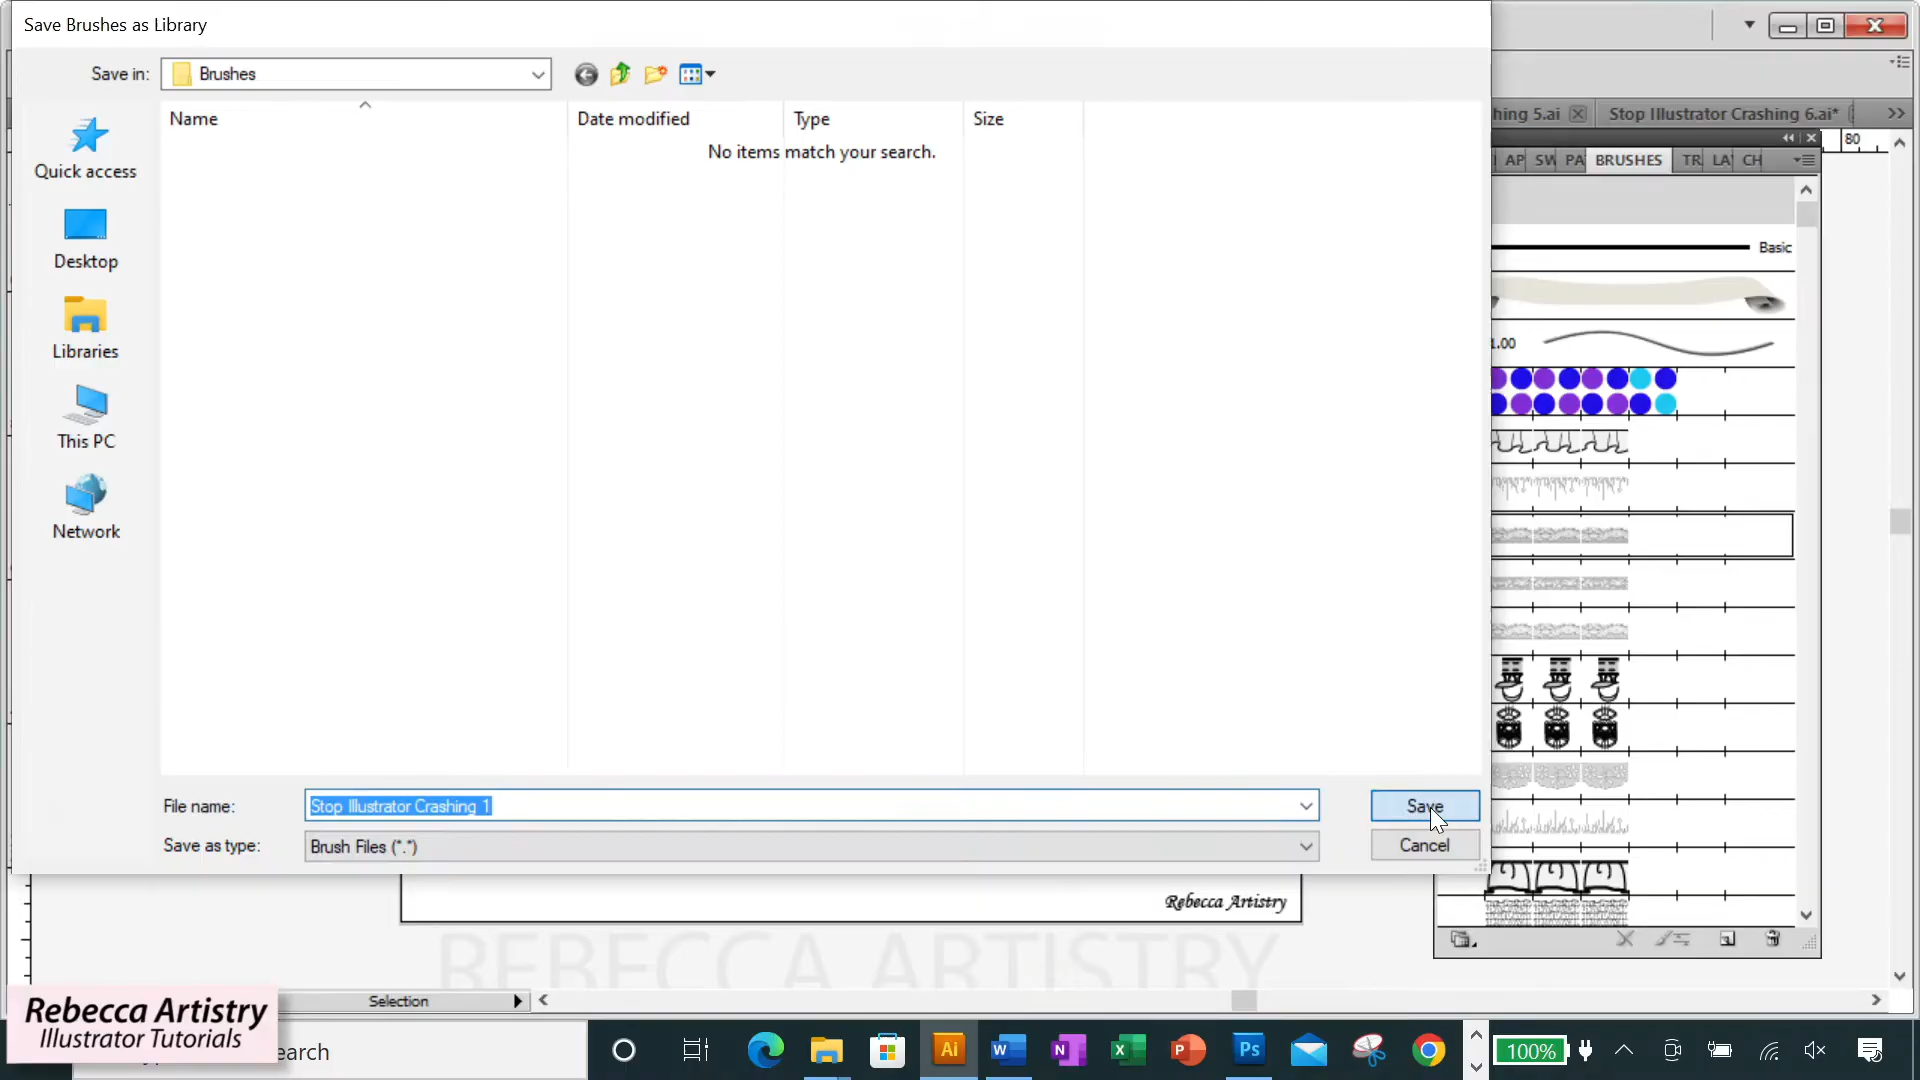 Save Brushes as Library
Save in:
Brushes
Name
Date modified
Type
Size
No items match your search.
Quick access
Desktop
Libraries
This PC
Network
File name:
Stop Illustrator Crashing 1
Save
Save as type:
Brush Files (*.*)
Cancel
hing 5.ai
Stop Illustrator Crashing 6.ai*
80
AP
SW
PA
BRUSHES
TR
LA
CH
Basic
1.00
Rebecca Artistry
REBECCA ARTISTRY
Selection
Rebecca Artistry
Illustrator Tutorials
earch
Ai
W
N
X
P
Ps
100%